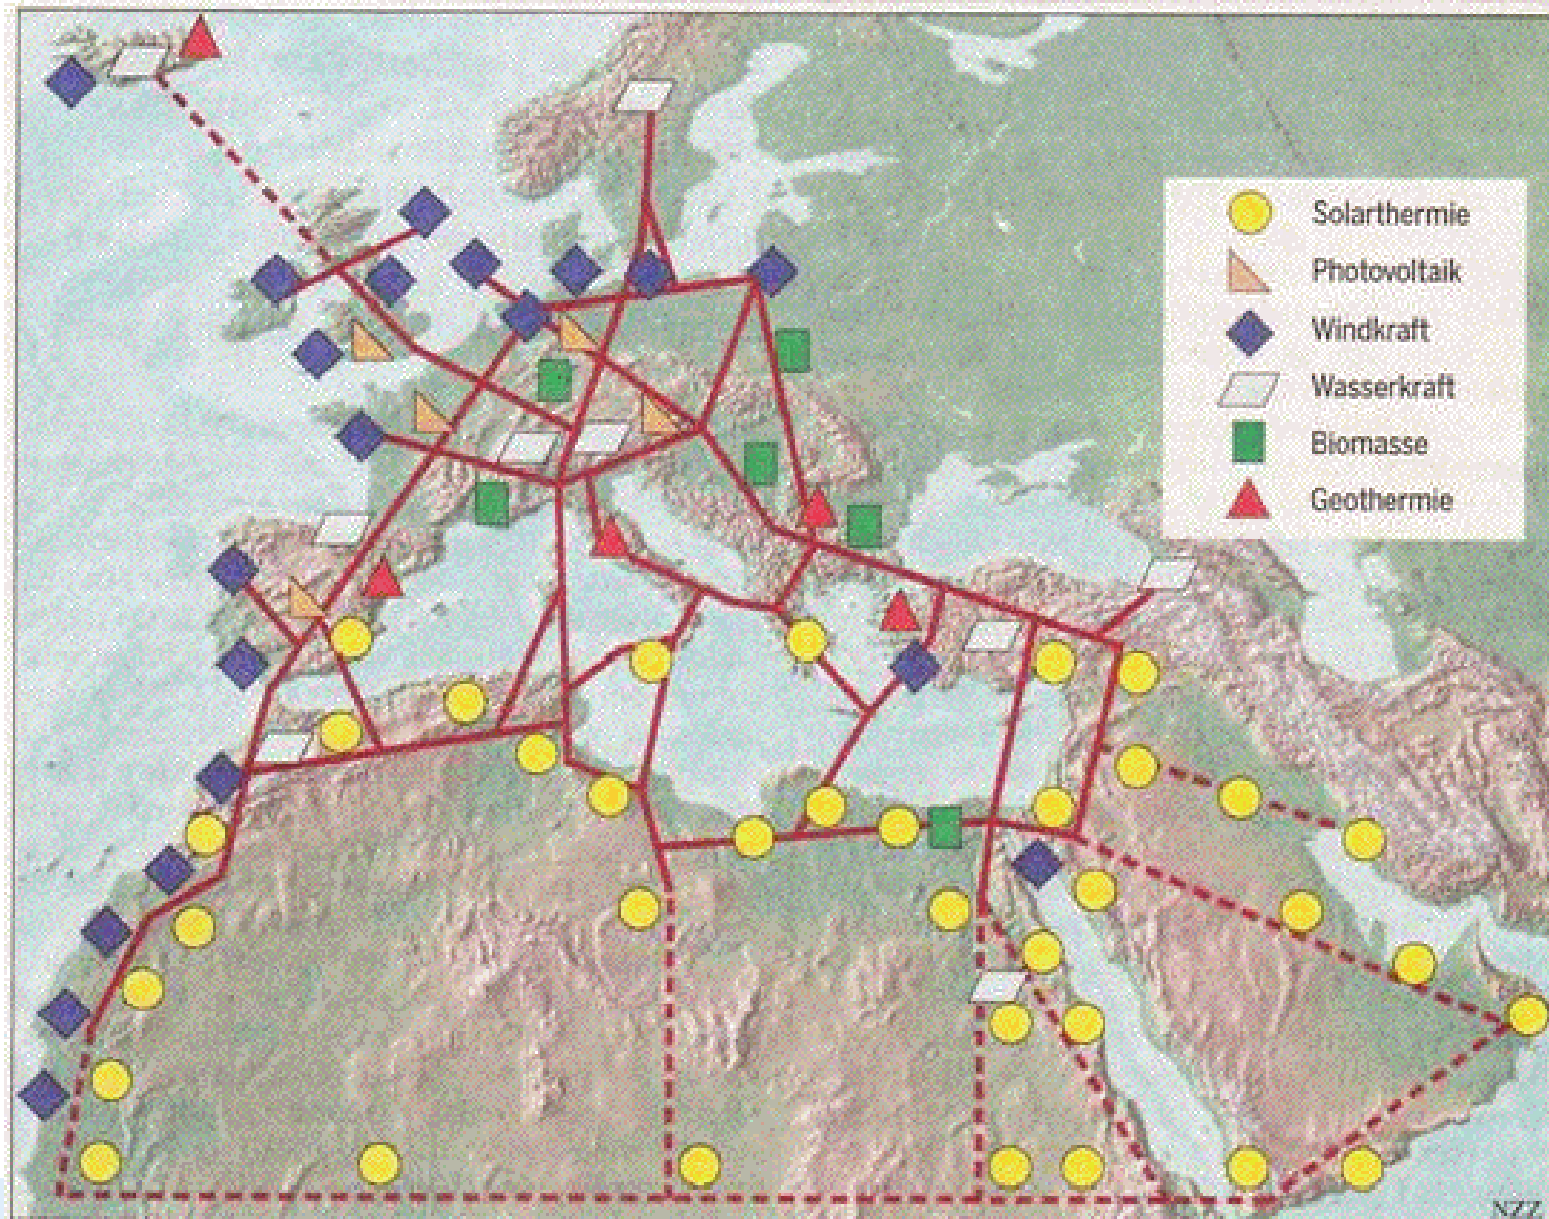 Solarthermie
Photovoltaik
Windkraft
Wasserkraft
Biomasse
Geothermie
NZZ